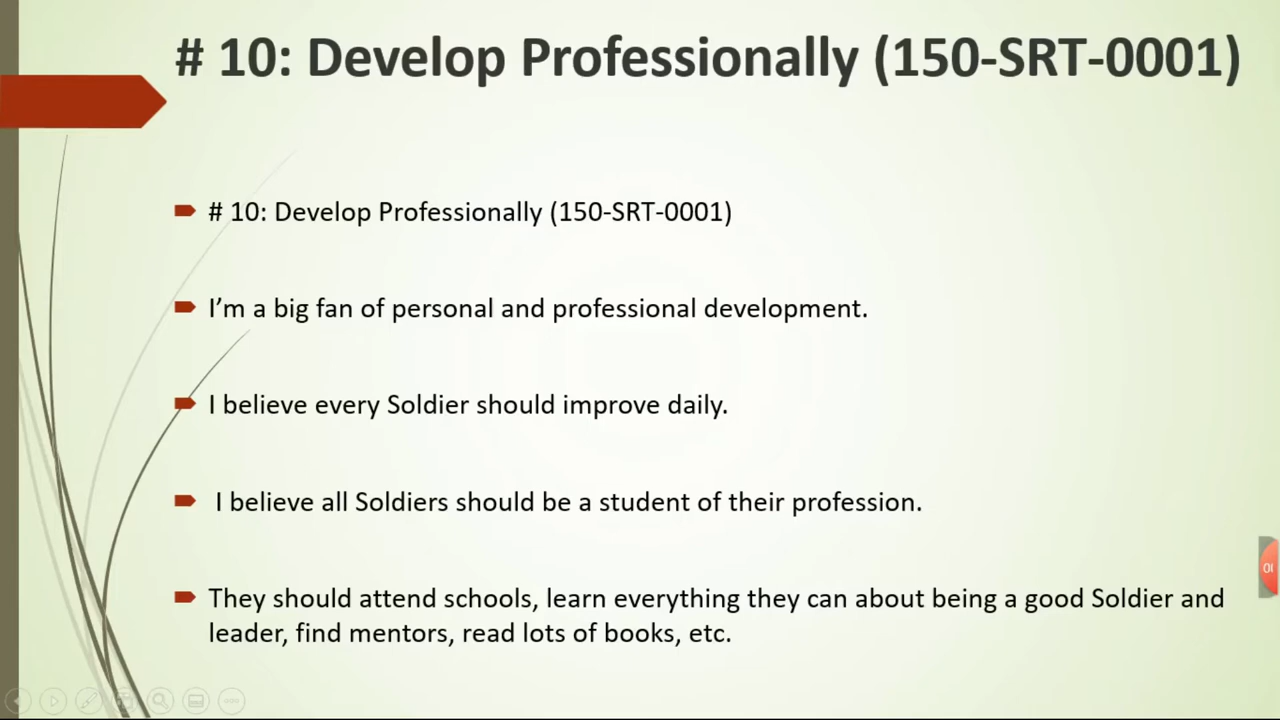 # 10: Develop Professionally (150-SRT-0001)
# 10: Develop Professionally (150-SRT-0001)
I’m a big fan of personal and professional development.
I believe every Soldier should improve daily.
I believe all Soldiers should be a student of their profession.
They should attend schools, learn everything they can about being a good Soldier and
leader, find mentors, read lots of books, etc.